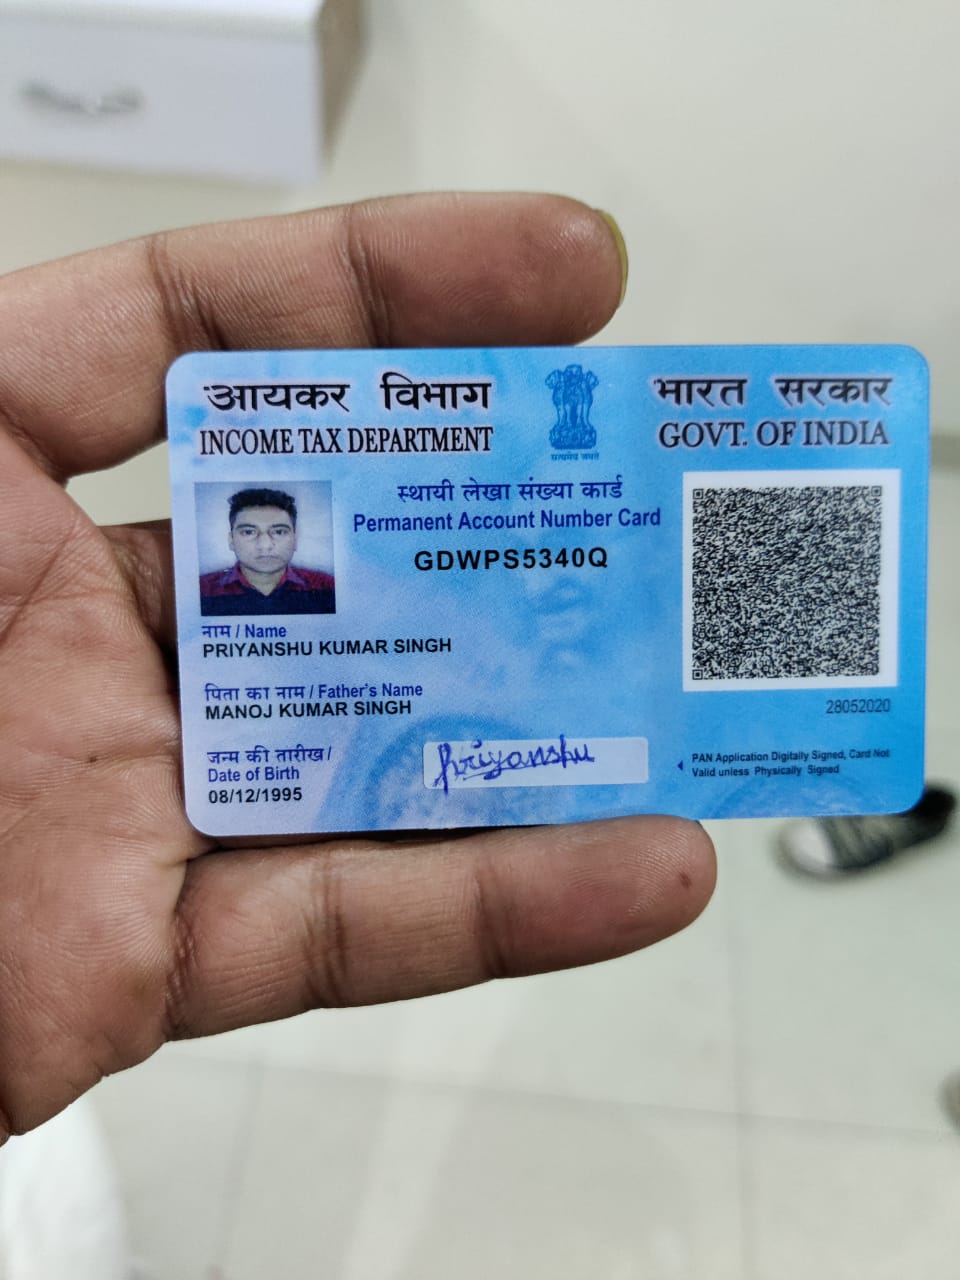 आयकर विभाग
INCOME TAX DEPARTMENT
सत्यमेव जयते
भारत सरकार
GOVT. OF INDIA
स्थायी लेखा संख्या कार्ड
Permanent Account Number Card
GDWPS5340Q
नाम / Name
PRIYANSHU KUMAR SINGH
पिता का नाम / Father's Name
MANOJ KUMAR SINGH
जन्म की तारीख /
Date of Birth
08/12/1995
Priyanshu
28052020
PAN Application Digitally Signed, Card Not
Valid unless Physically Signed